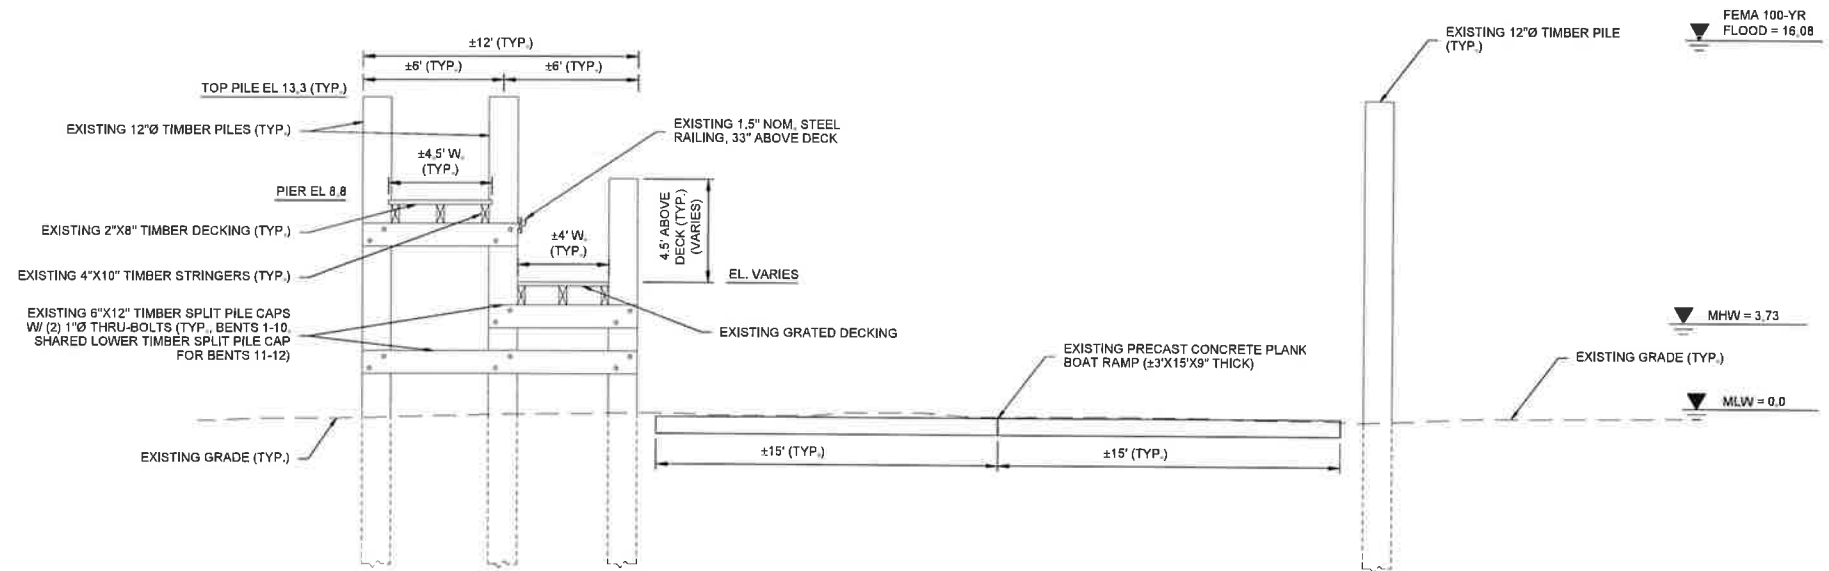 FEMA 100-YR
FLOOD = 16.08
EXISTING 12"Ø TIMBER PILE
(TYP.)
±12' (TYP.)
±6' (TYP.)
±6' (TYP.)
TOP PILE EL 13.3 (TYP.)
EXISTING 12"Ø TIMBER PILES (TYP.)
EXISTING 1.5" NOM. STEEL
RAILING, 33" ABOVE DECK
±4.5' W.
(TYP.)
PIER EL 8.8
4.5' ABOVE
DECK (TYP.)
(VARIES)
EXISTING 2"X8" TIMBER DECKING (TYP.)
±4' W.
(TYP.)
EXISTING 4"X10" TIMBER STRINGERS (TYP.)
EL. VARIES
EXISTING 6"X12" TIMBER SPLIT PILE CAPS
W/ (2) 1"Ø THRU-BOLTS (TYP., BENTS 1-10.
SHARED LOWER TIMBER SPLIT PILE CAP
FOR BENTS 11-12)
EXISTING GRATED DECKING
MHW = 3.73
EXISTING PRECAST CONCRETE PLANK
BOAT RAMP (±3'X15'X9" THICK)
EXISTING GRADE (TYP.)
MLW = 0.0
EXISTING GRADE (TYP.)
±15' (TYP.)
±15' (TYP.)